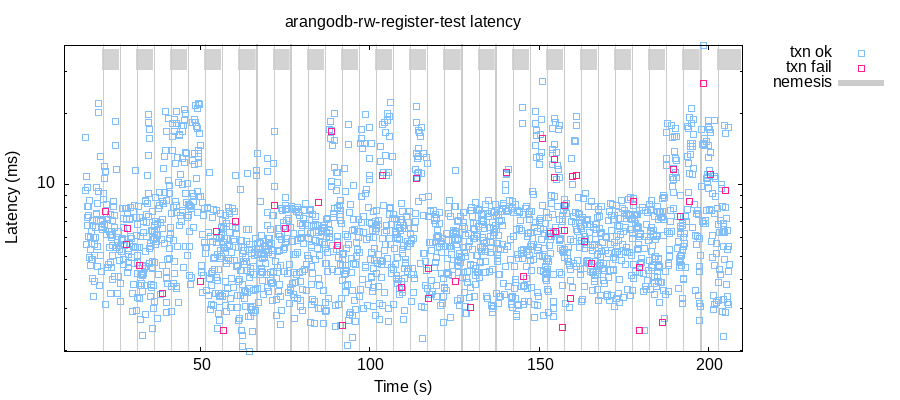 arangodb-rw-register-test latency
txn ok
txn fail
nemesis
Latency (ms)
10
50
100
150
200
Time (s)